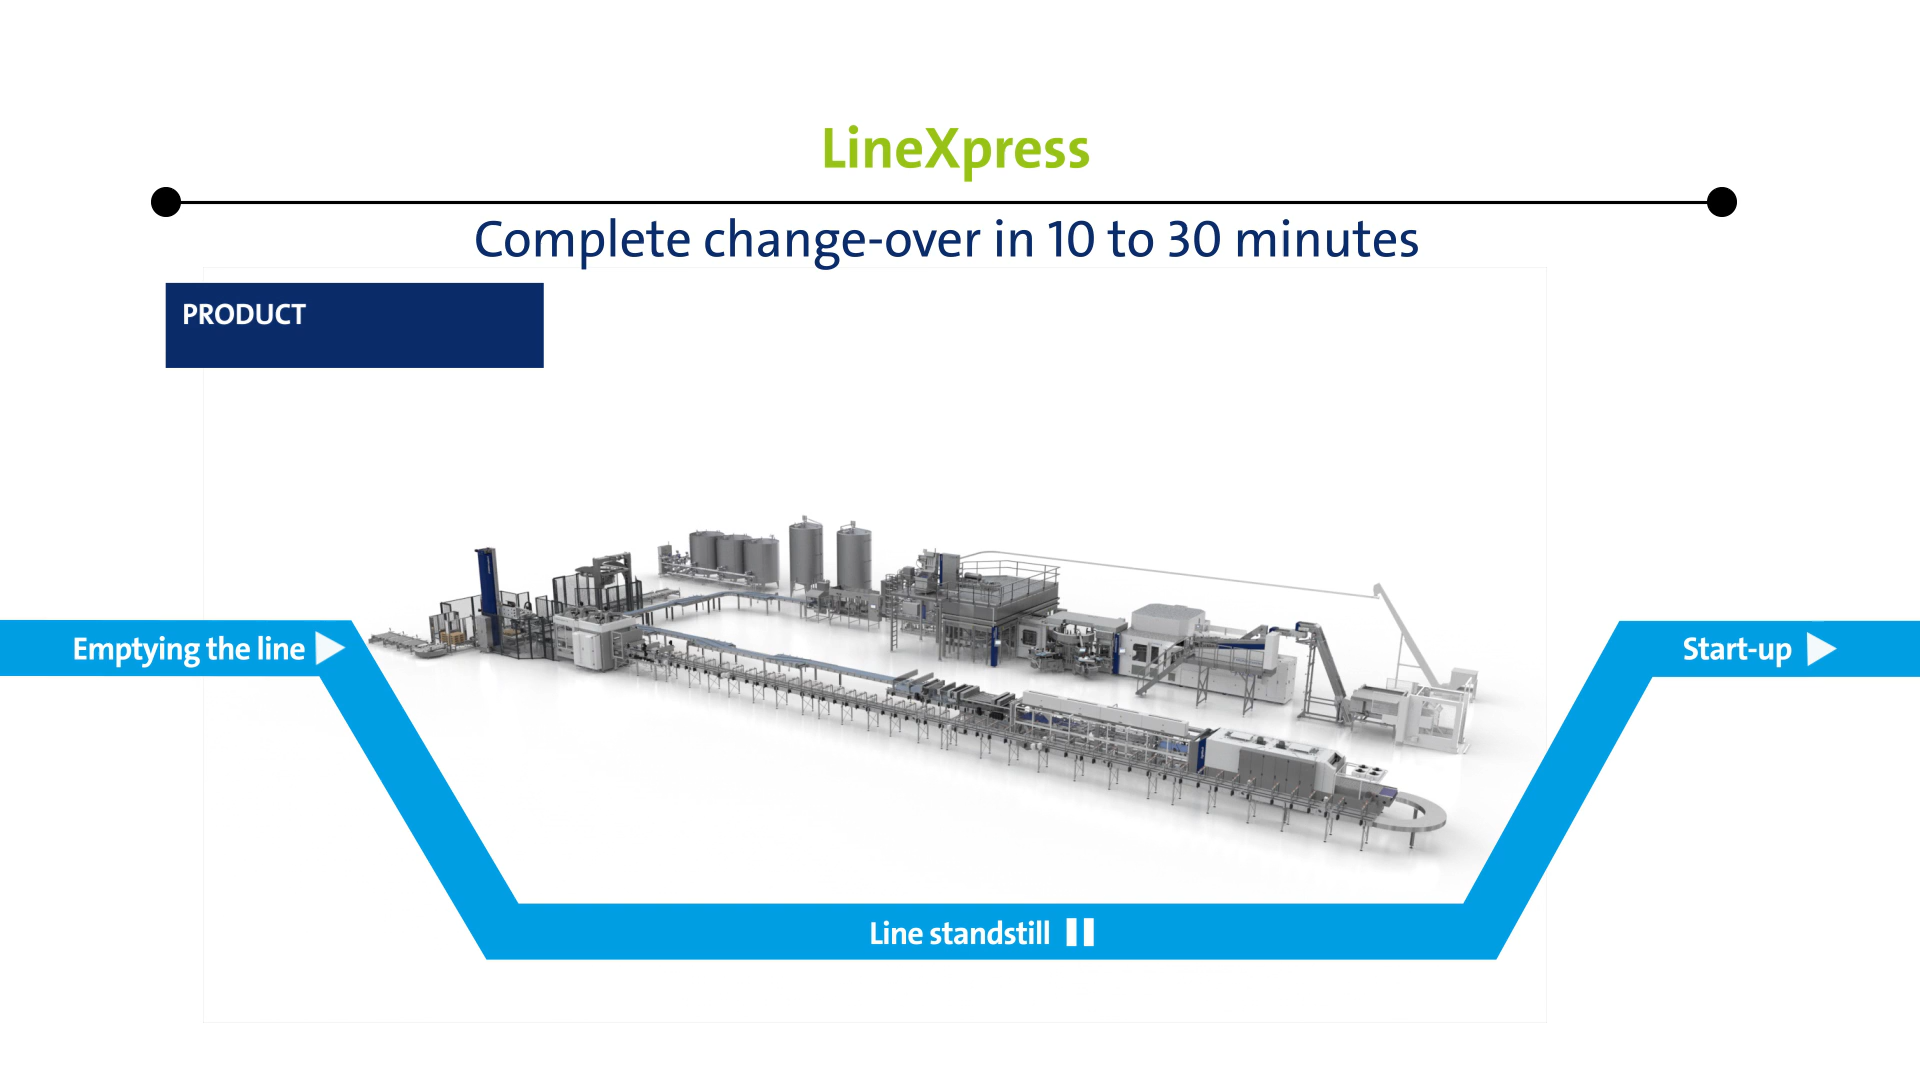 LineXpress
Complete change-over in 10 to 30 minutes
PRODUCT
Emptying the line
Start-up
Line standstill